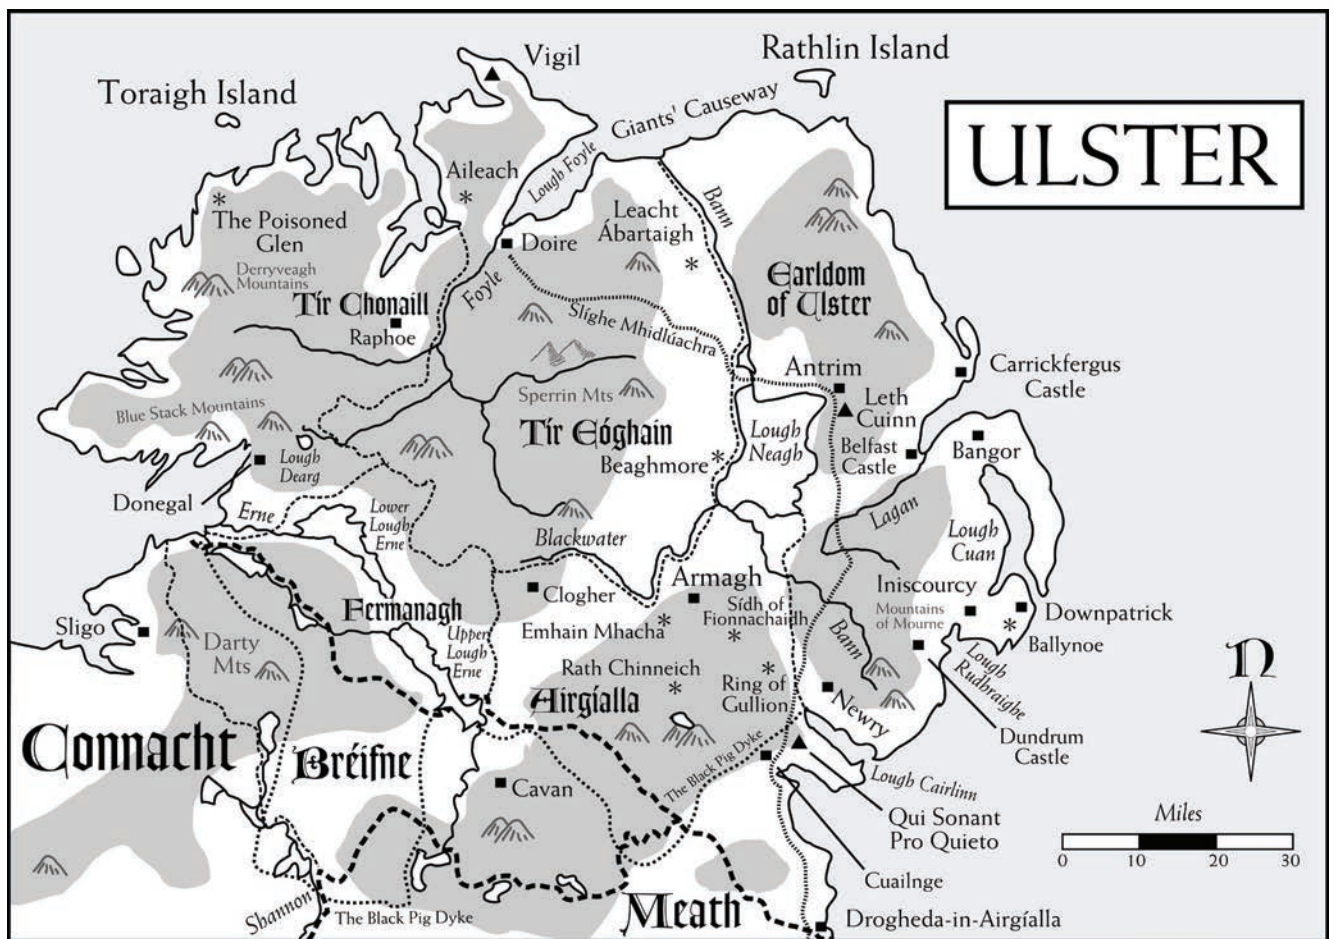 Vigil
Rathlin Island
Toraigh Island
Giants' Causeway
ULSTER
Lough Foyle
Aileach
Bann
Leacht
Ábartaigh
The Poisoned
Glen
Doire
Derryveagh
Mountains
Foyle
Earldom
of Ulster
Tír Chonaill
Raphoe
Slíghe Mhidlúachra
Antrim
Carrickfergus
Castle
Sperrin Mts
Leth
Cuinn
Blue Stack Mountains
Tír Eóghain
Lough
Neagh
Belfast
Castle
Bangor
Lough
Dearg
Beaghmore
Donegal
Erne
Lower
Lough
Erne
Lagan
Lough
Cuan
Blackwater
Armagh
Clogher
Iniscourcy
Sídh of
Fionnachaidh
Mountains
of Mourne
Downpatrick
Fermanagh
Emhain Mhacha
Bann
Ballynoe
Sligo
Darty
Mts
Upper
Lough
Erne
Rath Chinneich
Ring of
Gullion
Lough
Rudbraighe
N
Airgíalla
Newry
Dundrum
Castle
Connacht
Bréifne
The Black Pig Dyke
Lough Cairlinn
Cavan
Qui Sonant
Pro Quieto
Miles
0 10 20 30
Cuailnge
Shannon
The Black Pig Dyke
Meath
Drogheda-in-Airgíalla